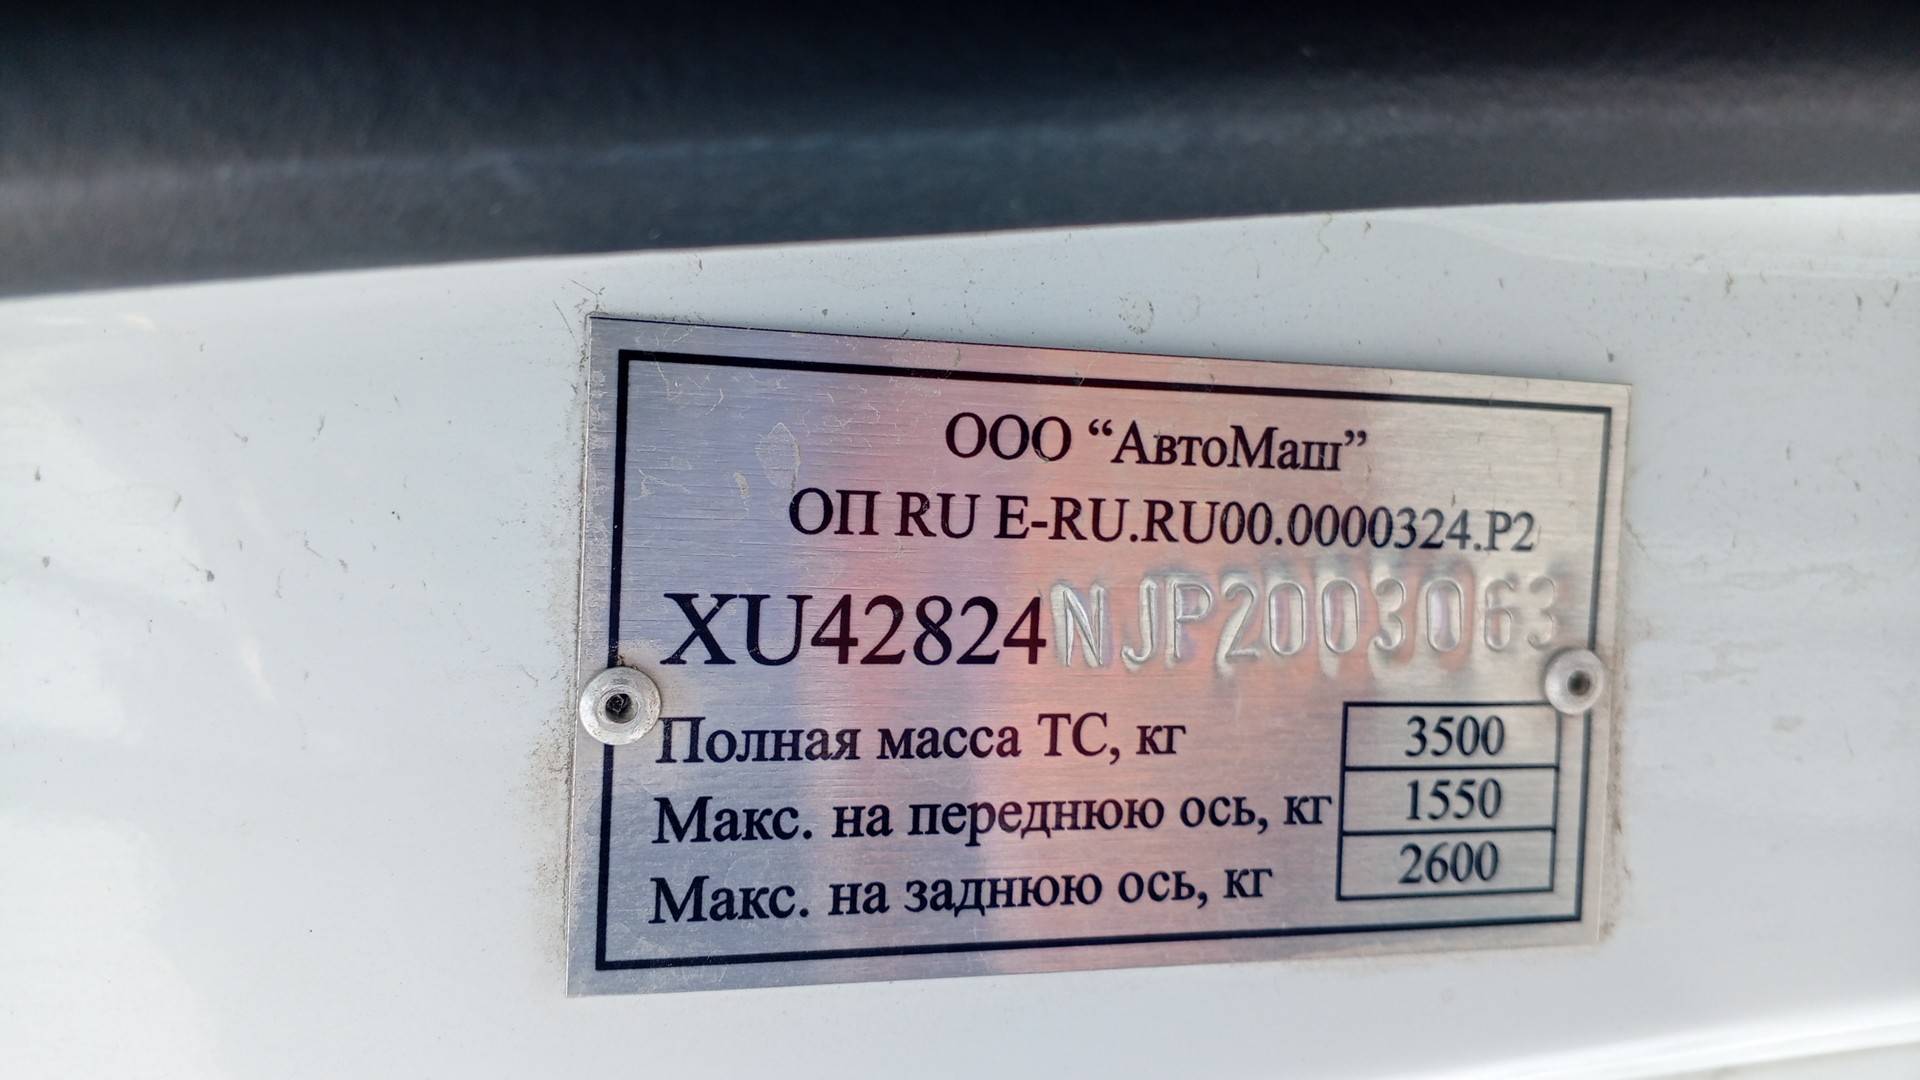 ООО “АвтоМаш”
ОП RU Е-RU.RU00.0000324.Р2
XU42824NJP2003063
Полная масса ТС, кг 3500
Макс. на переднюю ось, кг 1550
Макс. на заднюю ось, кг 2600